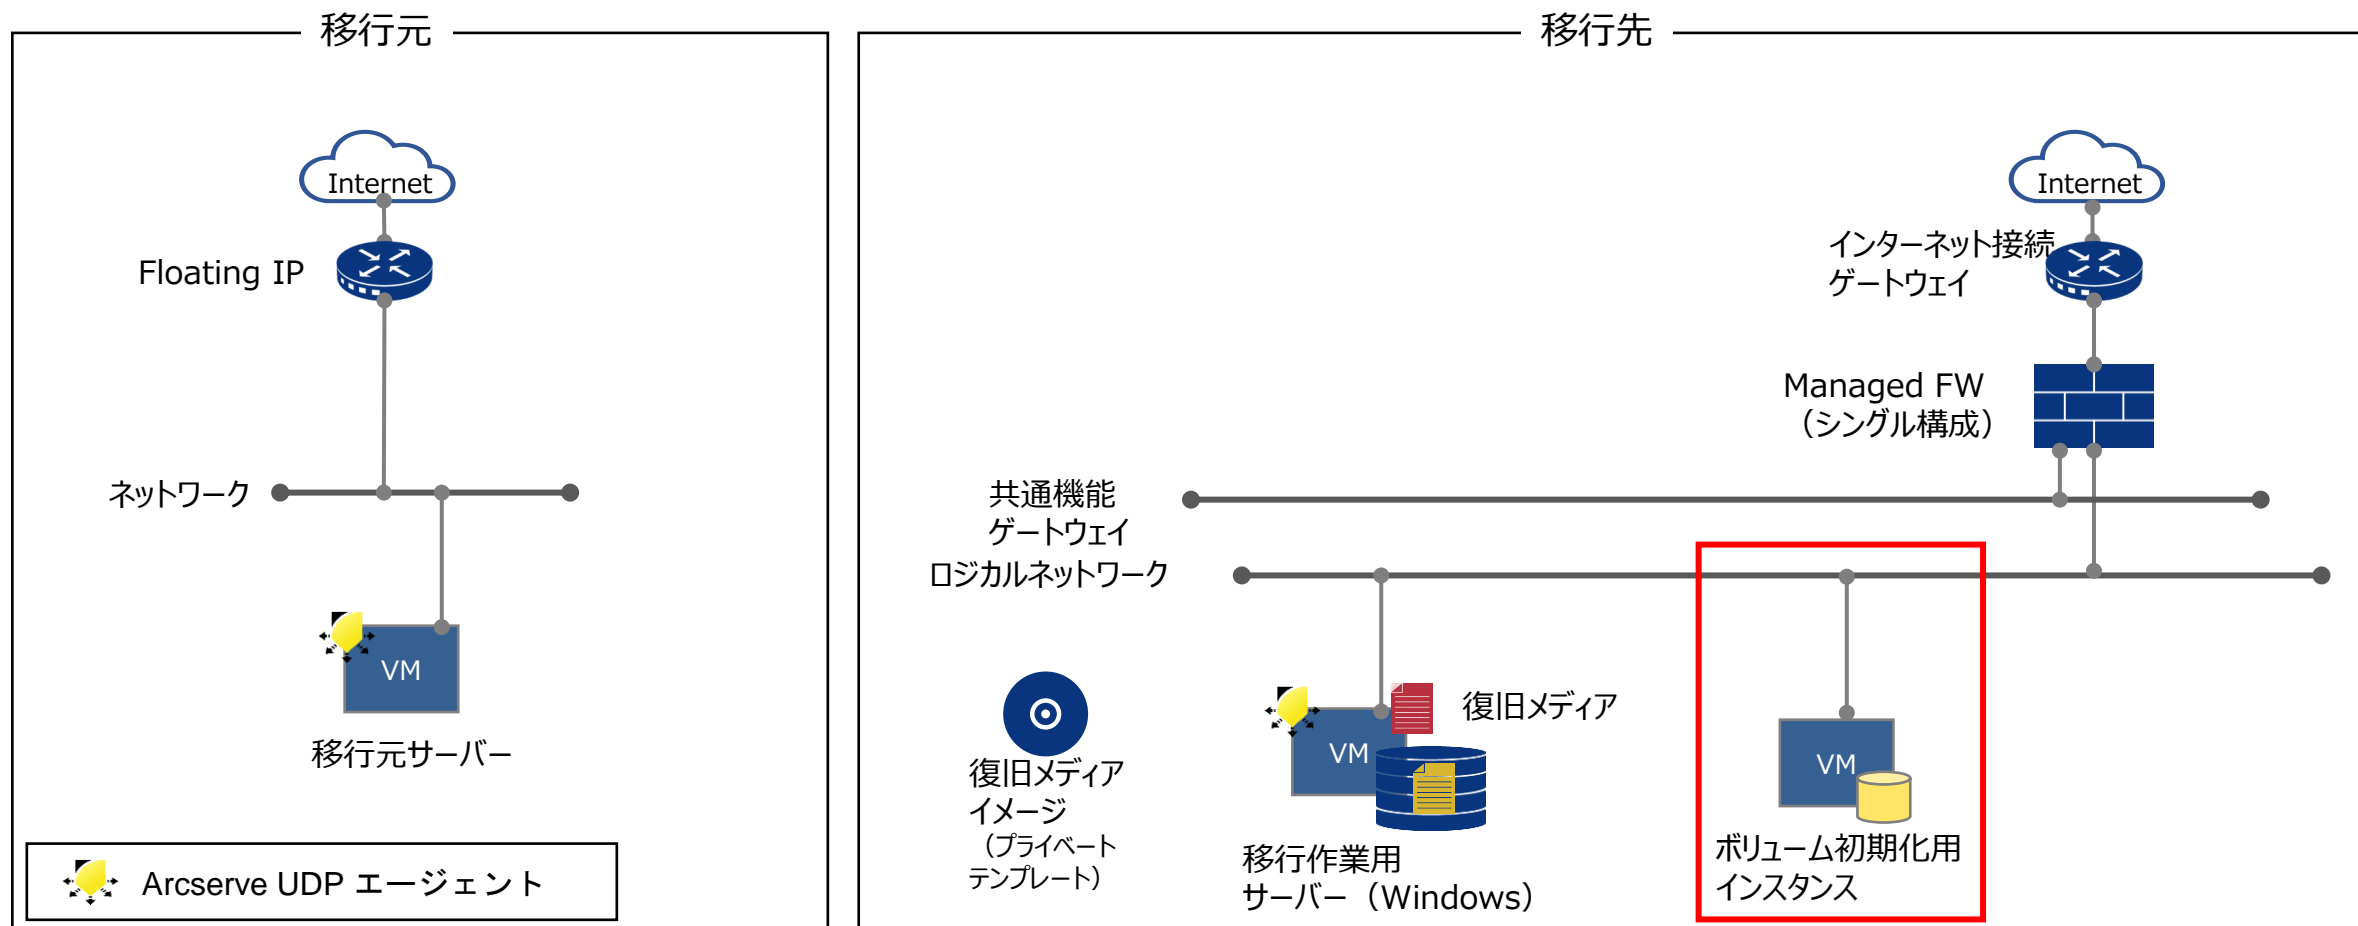 移行元
Internet
Floating IP
ネットワーク
VM
移行元サーバー
Arcserve UDP エージェント
移行先
Internet
インターネット接続
ゲートウェイ
Managed FW
（シングル構成）
共通機能
ゲートウェイ
ロジカルネットワーク
復旧メディア
イメージ
（プライベート
テンプレート）
VM
復旧メディア
移行作業用
サーバー（Windows）
VM
ボリューム初期化用
インスタンス